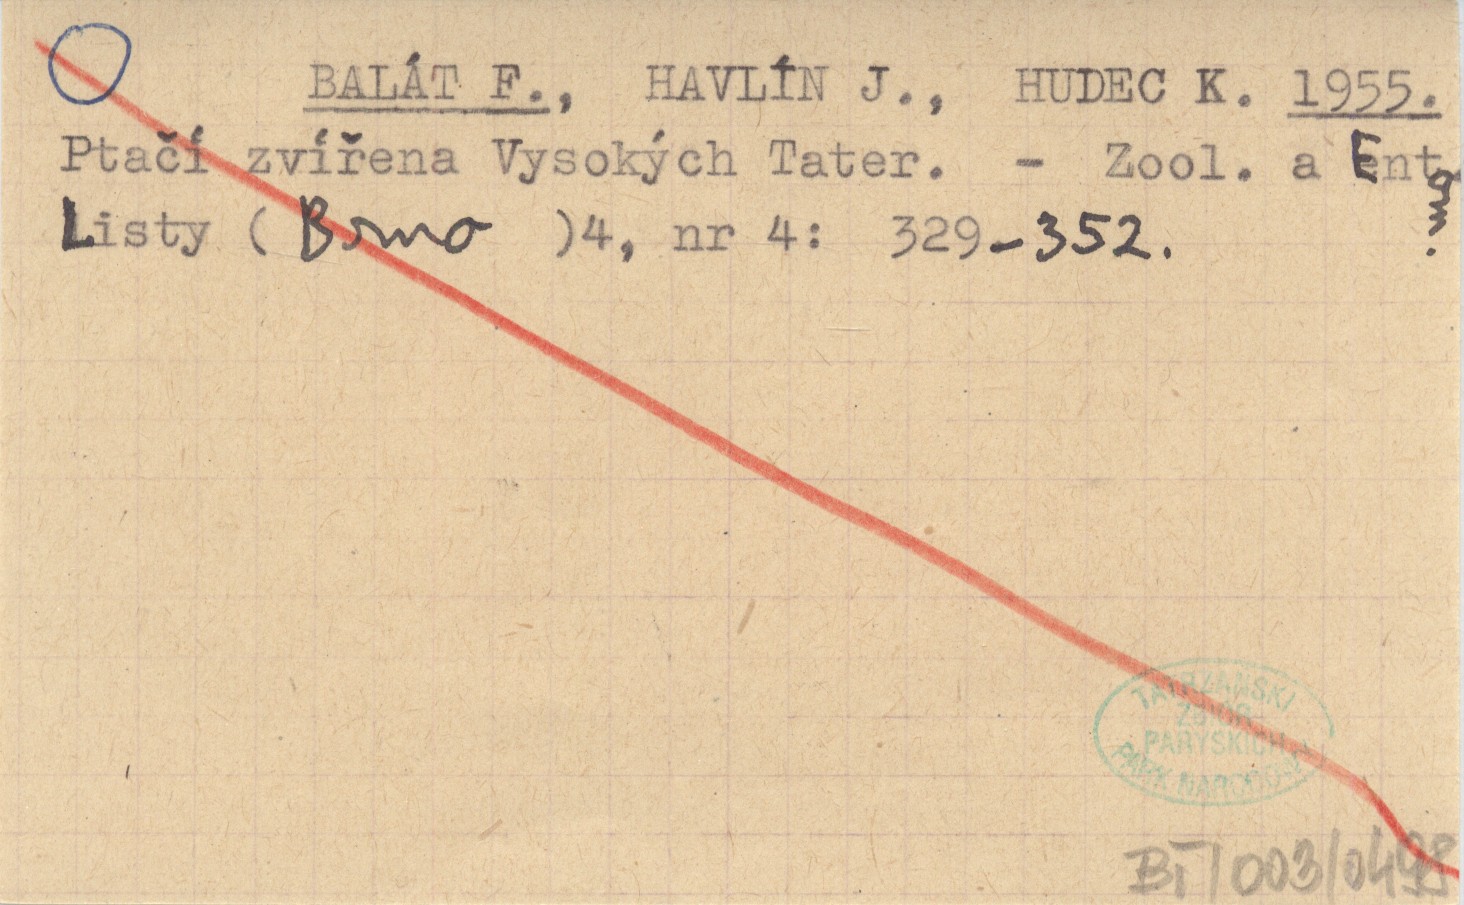 BALÁT F., HAVLÍN J., HUDEC K. 1955.
Ptačí zvířena Vysokých Tater. - Zool. a Ent.
Listy (Brno )4, nr 4: 329-352.
TATRZAŃSKI
PARYSKICH
PARK NARODOWY
BT/003/0498